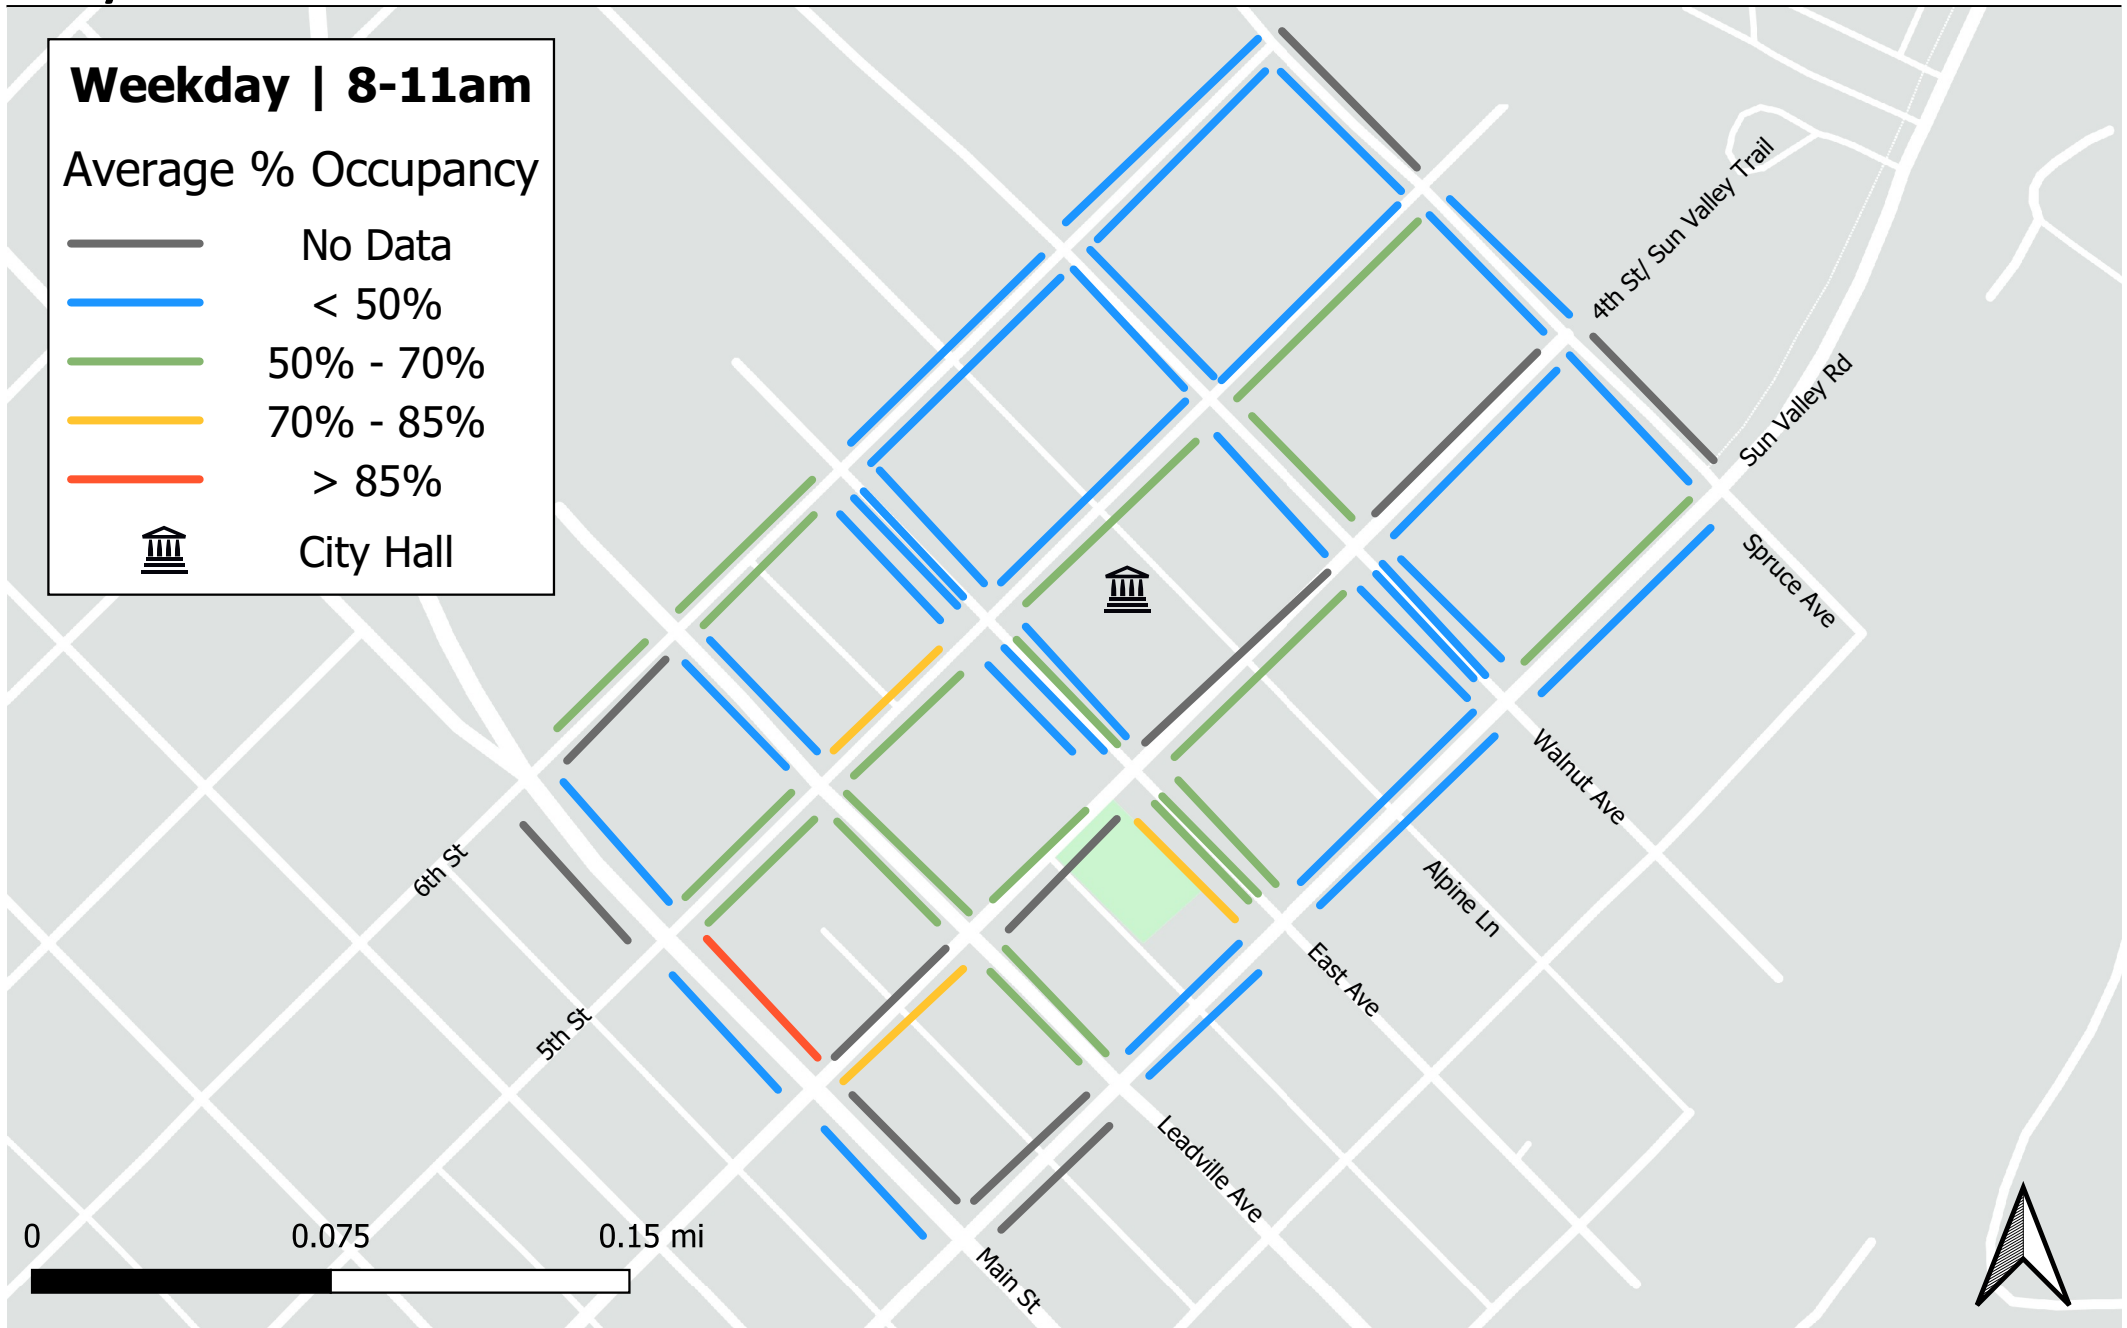 Weekday | 8-11am
Average % Occupancy
No Data
< 50%
50% - 70%
70% - 85%
> 85%
City Hall
4th St/ Sun Valley Trail
Sun Valley Rd
Spruce Ave
Walnut Ave
Alpine Ln
East Ave
Leadville Ave
Main St
6th St
5th St
0 0.075 0.15 mi